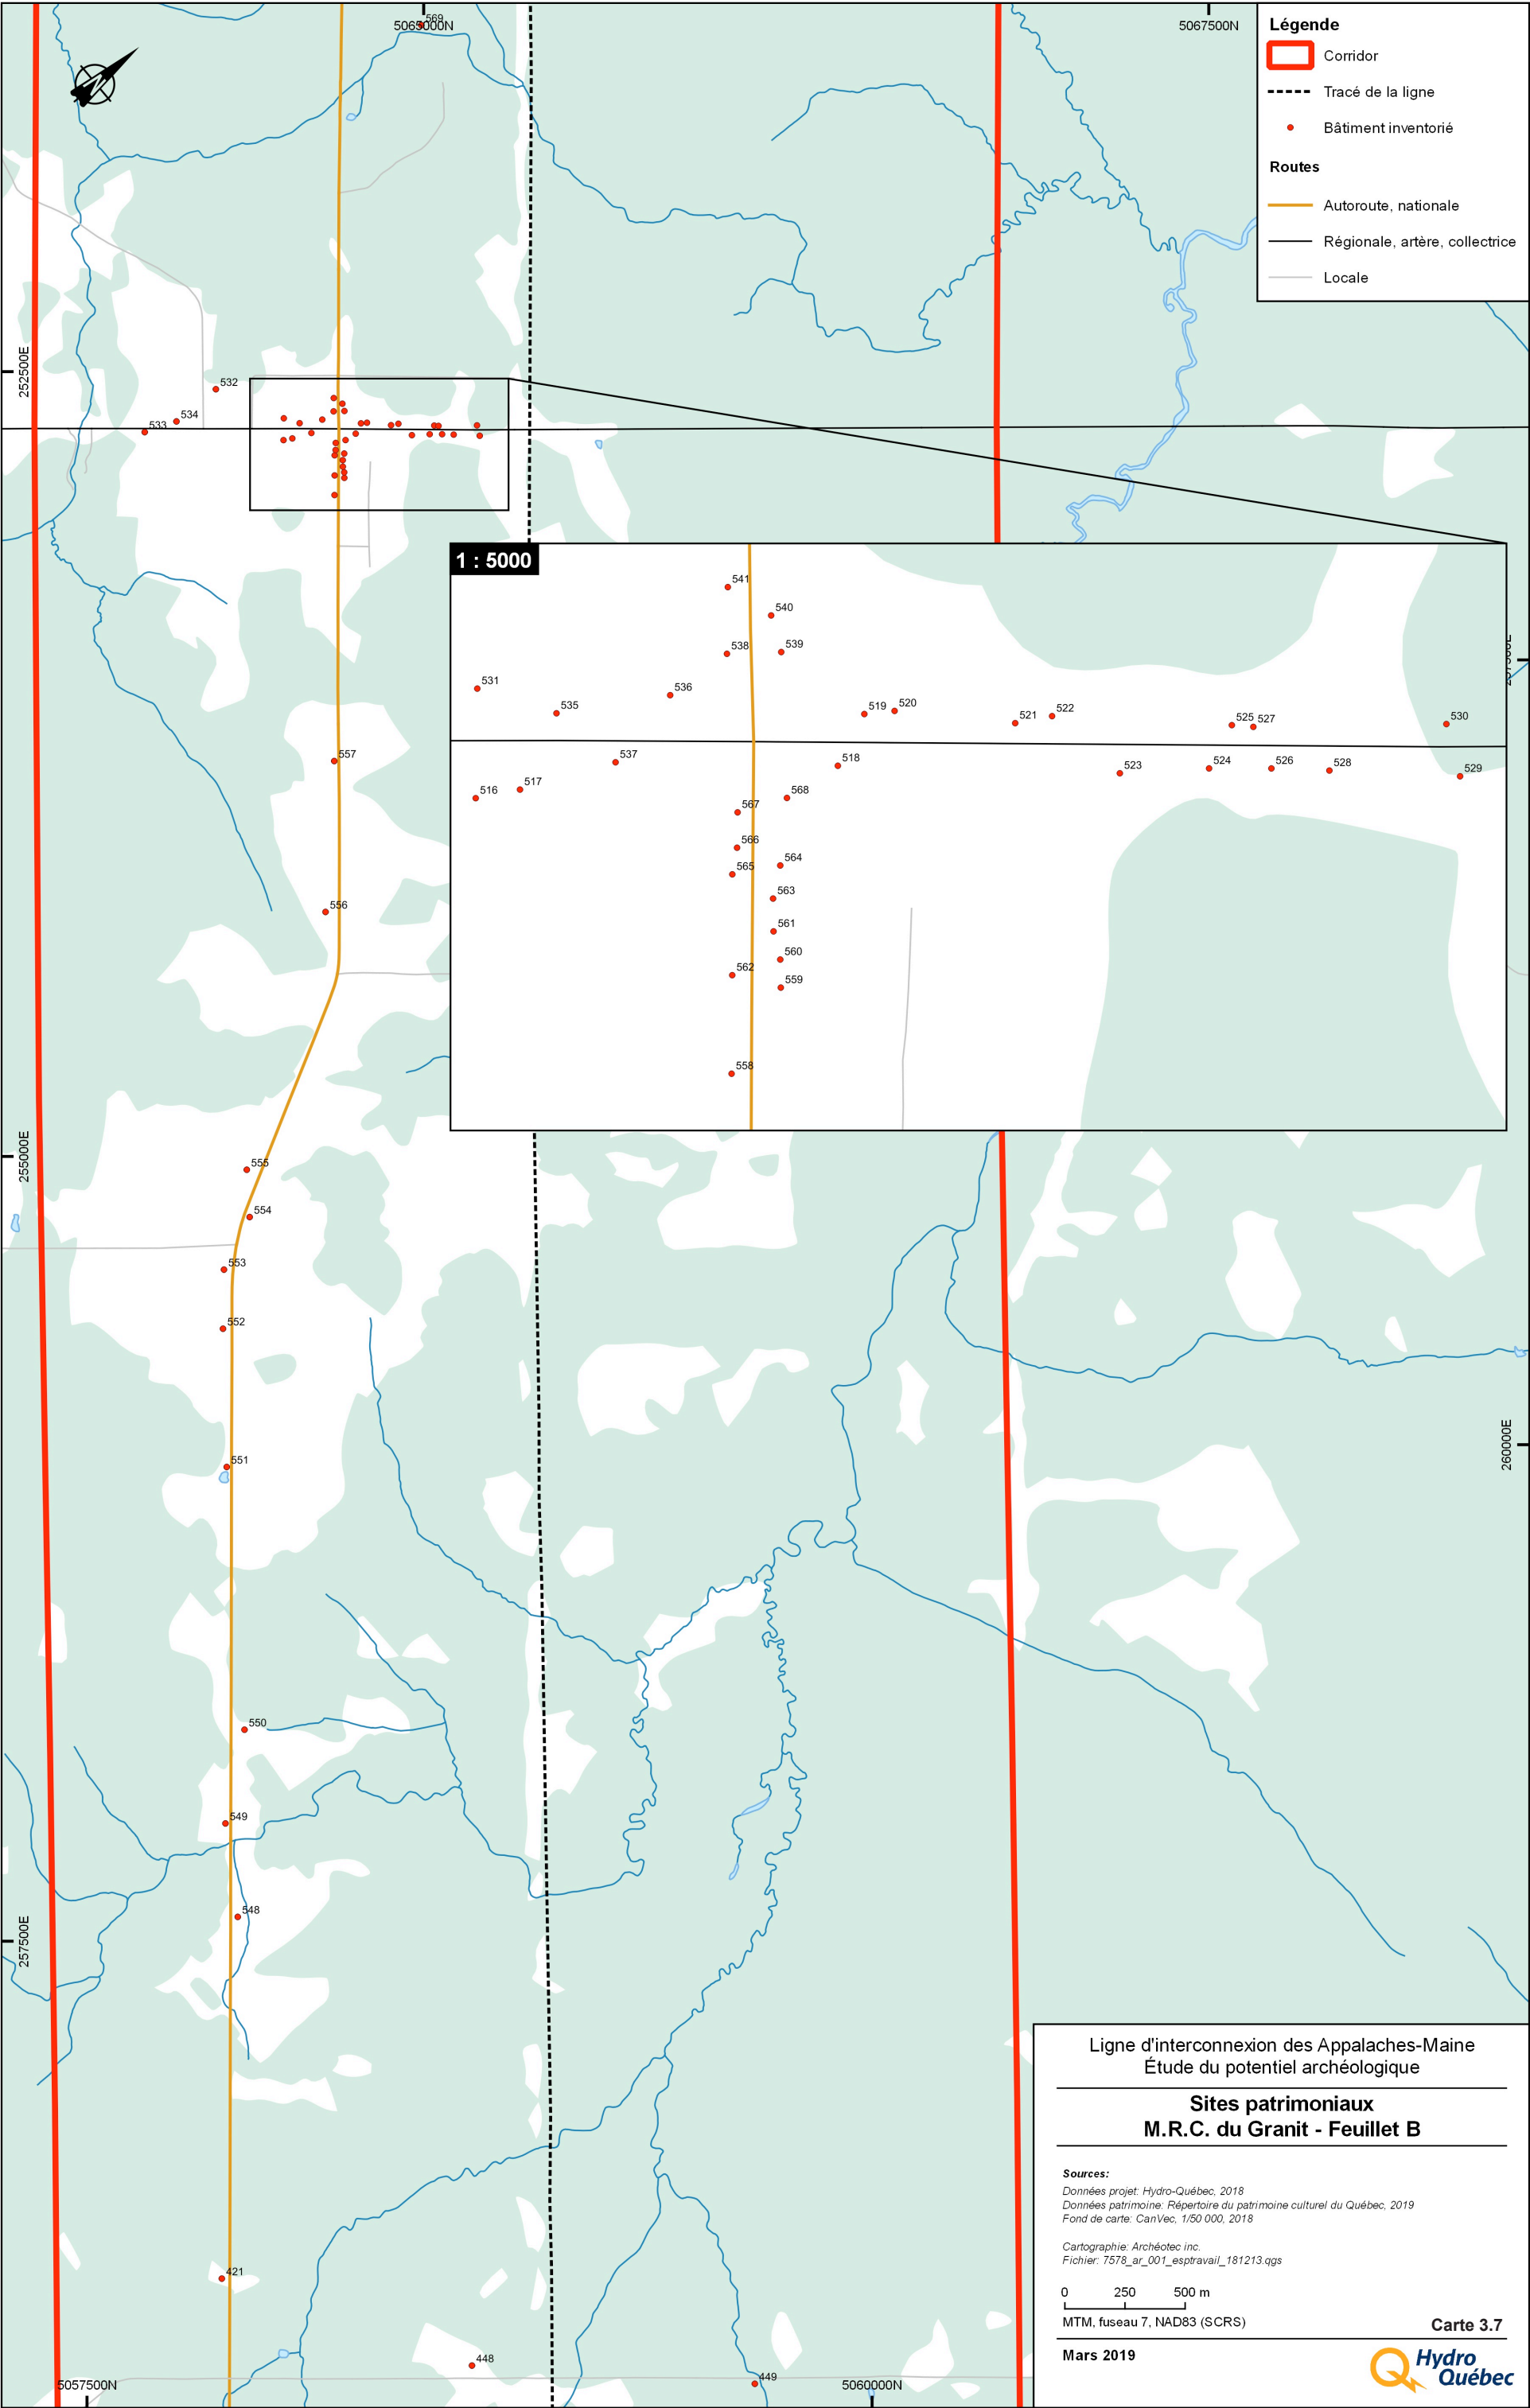 569
5065000N
5067500N
Légende
Corridor
Tracé de la ligne
Bâtiment inventorié
Routes
Autoroute, nationale
Régionale, artère, collectrice
Locale
252500E
532
534
533
1 : 5000
541
540
538
539
531
536
535
519
520
521
522
525
527
530
537
518
523
524
526
528
529
516
517
568
567
566
564
565
563
561
560
562
559
558
557
556
255000E
555
554
553
552
551
260000E
550
549
548
257500E
421
448
449
5057500N
5060000N
Ligne d'interconnexion des Appalaches-Maine
Étude du potentiel archéologique
Sites patrimoniaux
M.R.C. du Granit - Feuillet B
Sources:
Données projet: Hydro-Québec, 2018
Données patrimoine: Répertoire du patrimoine culturel du Québec, 2019
Fond de carte: CanVec, 1/50 000, 2018
Cartographie: Archéotec inc.
Fichier: 7578_ar_001_esptravail_181213.qgs
0 250 500 m
MTM, fuseau 7, NAD83 (SCRS)
Carte 3.7
Mars 2019
Hydro
Québec